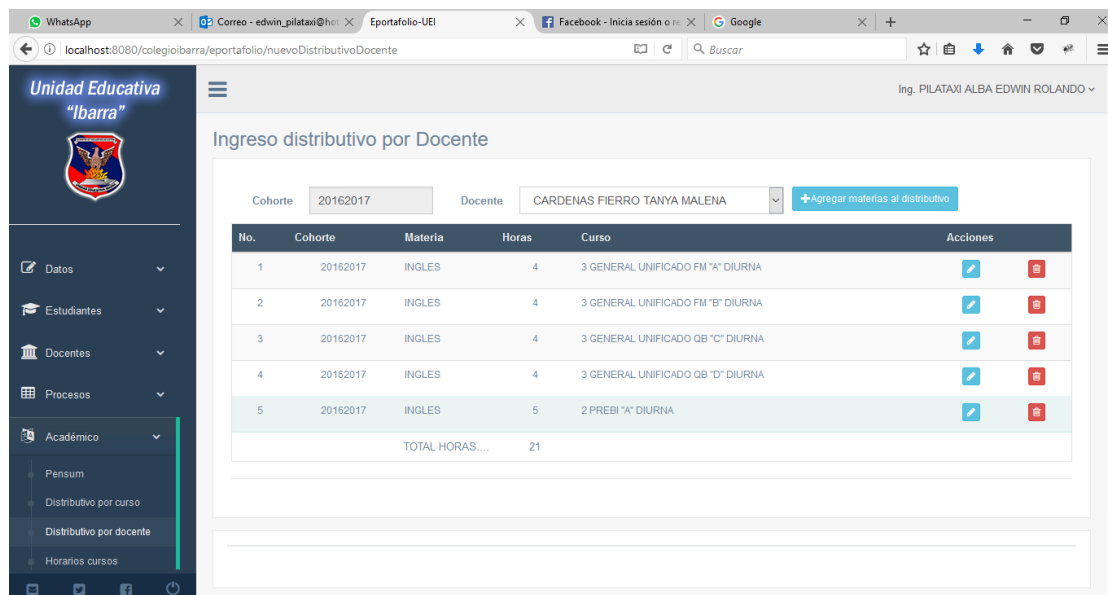 WhatsApp
Correo - edwin_pilataxi@hot
Eportafolio-UEI
Facebook - Inicia sesión o re
Google
localhost:8080/colegioibarra/eportafolio/nuevoDistributivoDocente
Buscar
Unidad Educativa
"Ibarra"
Ing. PILATAXI ALBA EDWIN ROLANDO
Ingreso distributivo por Docente
Cohorte 20162017 Docente CARDENAS FIERRO TANYA MALENA Agregar materias al distributivo
No. Cohorte Materia Horas Curso Acciones
1 20162017 INGLES 4 3 GENERAL UNIFICADO FM "A" DIURNA
2 20162017 INGLES 4 3 GENERAL UNIFICADO FM "B" DIURNA
3 20162017 INGLES 4 3 GENERAL UNIFICADO QB "C" DIURNA
4 20162017 INGLES 4 3 GENERAL UNIFICADO QB "D" DIURNA
5 20162017 INGLES 5 2 PREBI "A" DIURNA
TOTAL HORAS.... 21
Datos
Estudiantes
Docentes
Procesos
Académico
Pensum
Distributivo por curso
Distributivo por docente
Horarios cursos